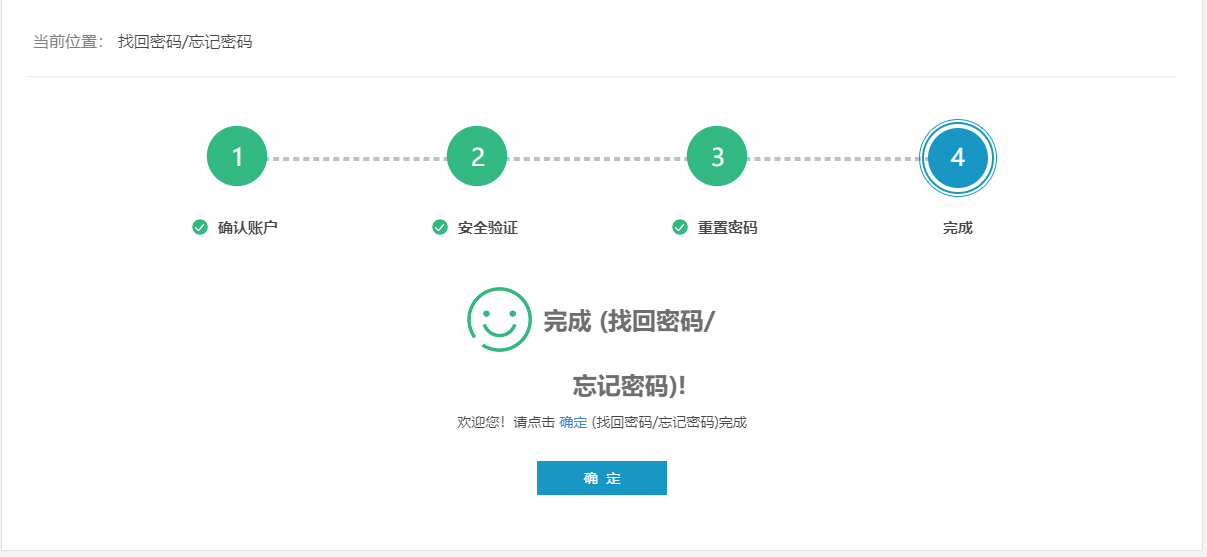 当前位置： 找回密码/忘记密码
1 2 3 4
确认账户 安全验证 重置密码 完成
完成 (找回密码/
忘记密码)!
欢迎您！请点击 确定 (找回密码/忘记密码)完成
确 定